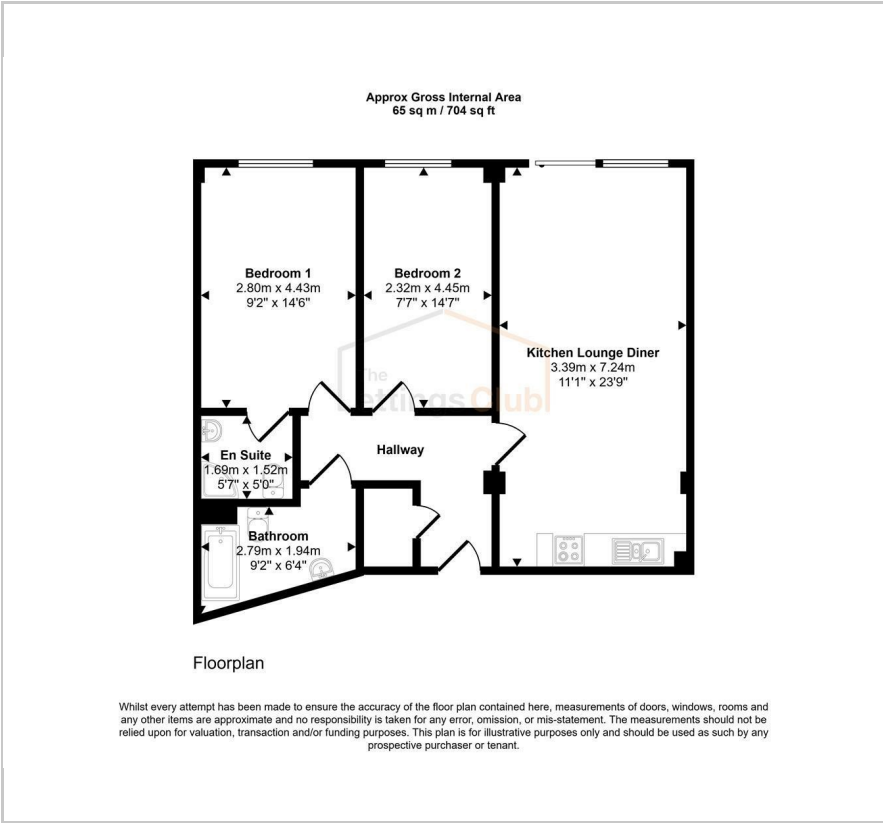 Approx Gross Internal Area
65 sq m / 704 sq ft
Bedroom 1
2.80m x 4.43m
9'2" x 14'6"
Bedroom 2
2.32m x 4.45m
7'7" x 14'7"
Kitchen Lounge Diner
3.39m x 7.24m
11'1" x 23'9"
The
Lettings Club
Hallway
En Suite
1.69m x 1.52m
5'7" x 5'0"
Bathroom
2.79m x 1.94m
9'2" x 6'4"
Floorplan
Whilst every attempt has been made to ensure the accuracy of the floor plan contained here, measurements of doors, windows, rooms and
any other items are approximate and no responsibility is taken for any error, omission, or mis-statement. The measurements should not be
relied upon for valuation, transaction and/or funding purposes. This plan is for illustrative purposes only and should be used as such by any
prospective purchaser or tenant.